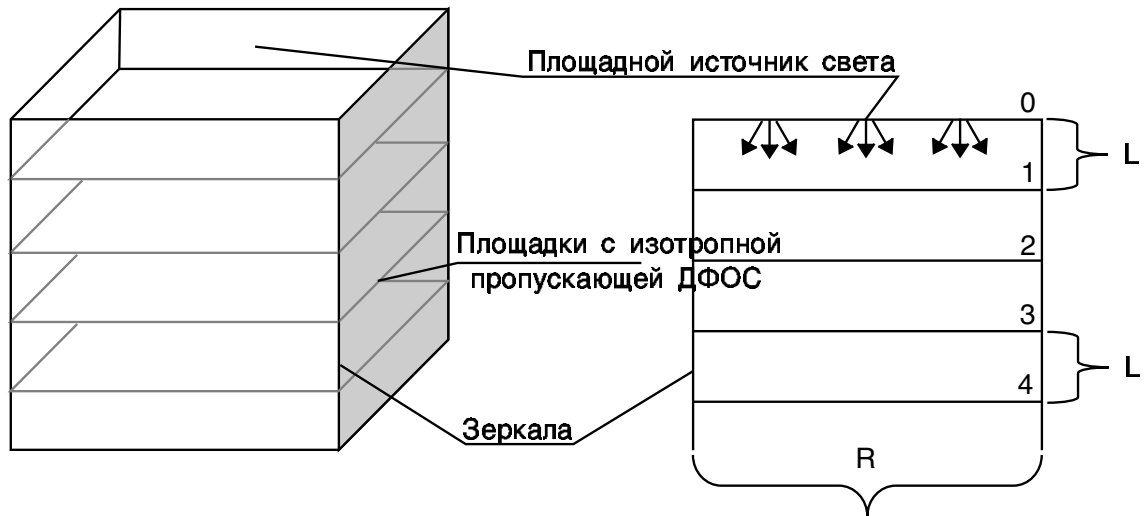 Площадной источник света
0
1
L
2
Площадки с изотропной
пропускающей ДФОС
3
L
4
Зеркала
R